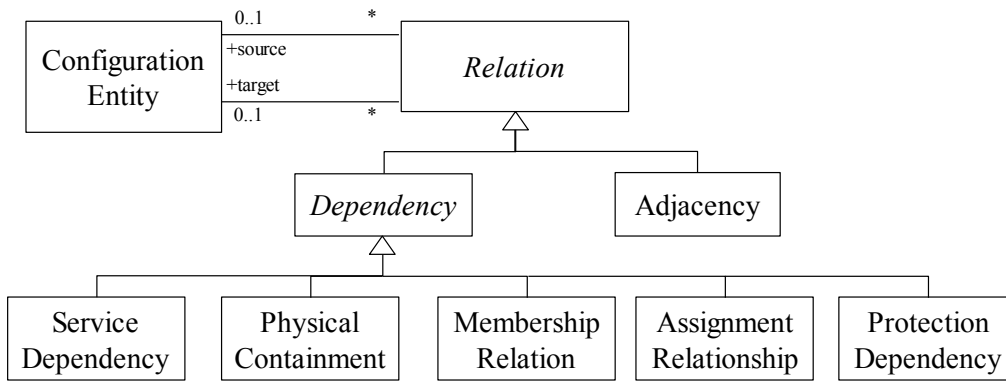 0..1 *
+source
Configuration
Entity
Relation
+target
0..1 *
Dependency
Adjacency
Service
Dependency
Physical
Containment
Membership
Relation
Assignment
Relationship
Protection
Dependency